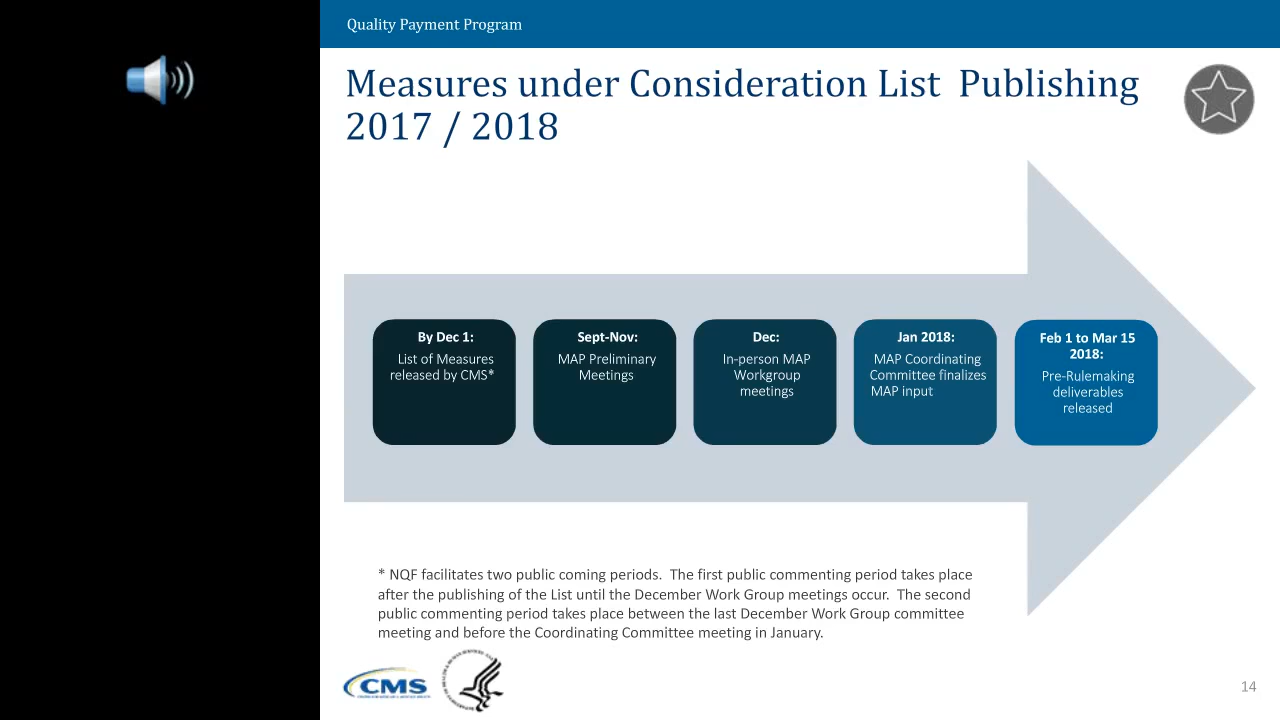 Quality Payment Program
Measures under Consideration List  Publishing
2017 / 2018
By Dec 1:
List of Measures
released by CMS*
Sept-Nov:
MAP Preliminary
Meetings
Dec:
In-person MAP
Workgroup
meetings
Jan 2018:
MAP Coordinating
Committee finalizes
MAP input
Feb 1 to Mar 15
2018:
Pre-Rulemaking
deliverables
released
* NQF facilitates two public coming periods.  The first public commenting period takes place
after the publishing of the List until the December Work Group meetings occur.  The second
public commenting period takes place between the last December Work Group committee
meeting and before the Coordinating Committee meeting in January.
CMS
14